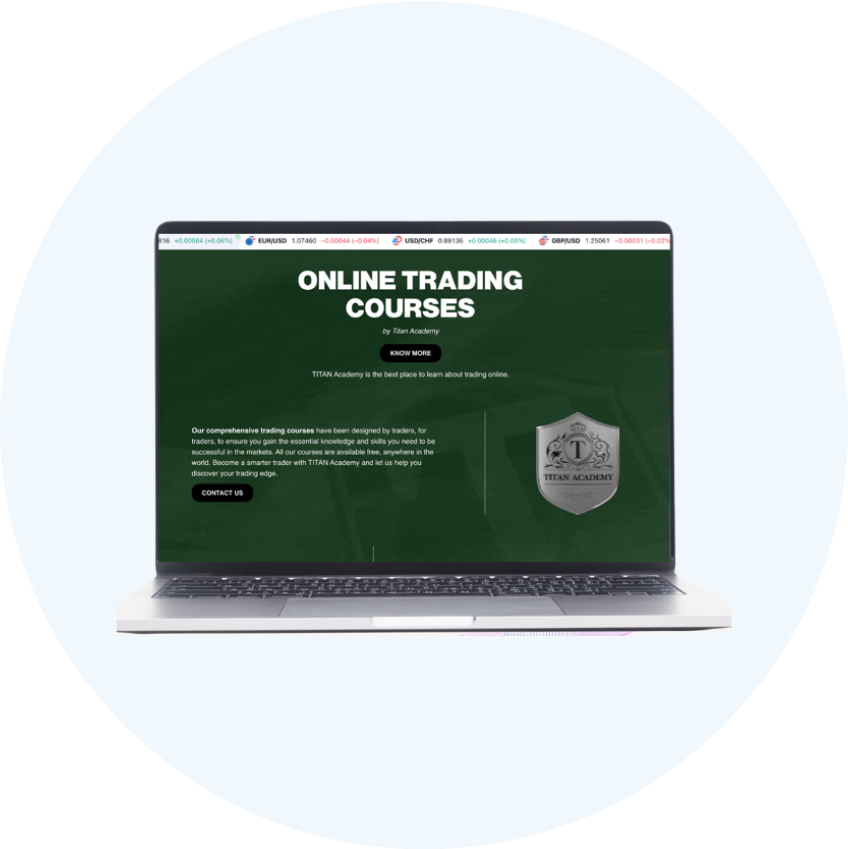 816 +0.00084 (+0.06%) EUR/USD 1.07460 −0.00044 (−0.04%) USD/CHF 0.89136 +0.00046 (+0.05%) GBP/USD 1.25061 −0.00031 (−0.02%
ONLINE TRADING
COURSES
by Titan Academy
KNOW MORE
TITAN Academy is the best place to learn about trading online.
Our comprehensive trading courses have been designed by traders, for
traders, to ensure you gain the essential knowledge and skills you need to be
successful in the markets. All our courses are available free, anywhere in the
world. Become a smarter trader with TITAN Academy and let us help you
discover your trading edge.
CONTACT US
T
TITAN ACADEMY